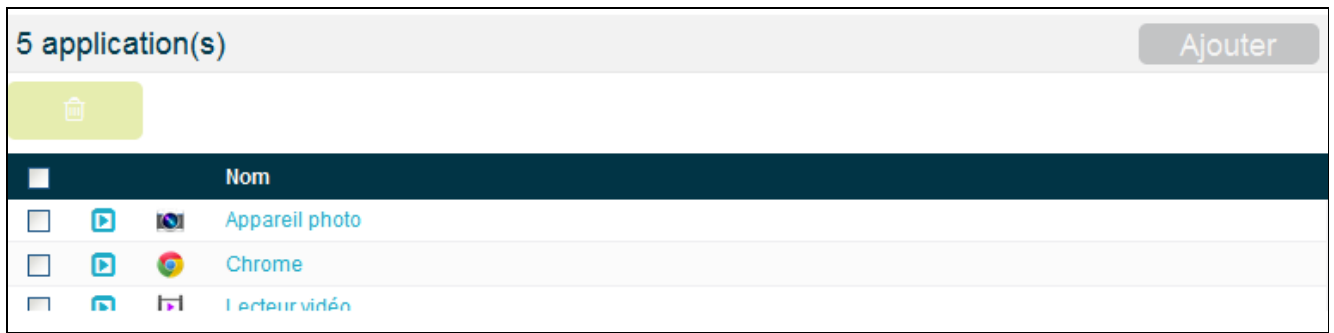 5 application(s)
Ajouter
Nom
Appareil photo
Chrome
Lecteur vidéo